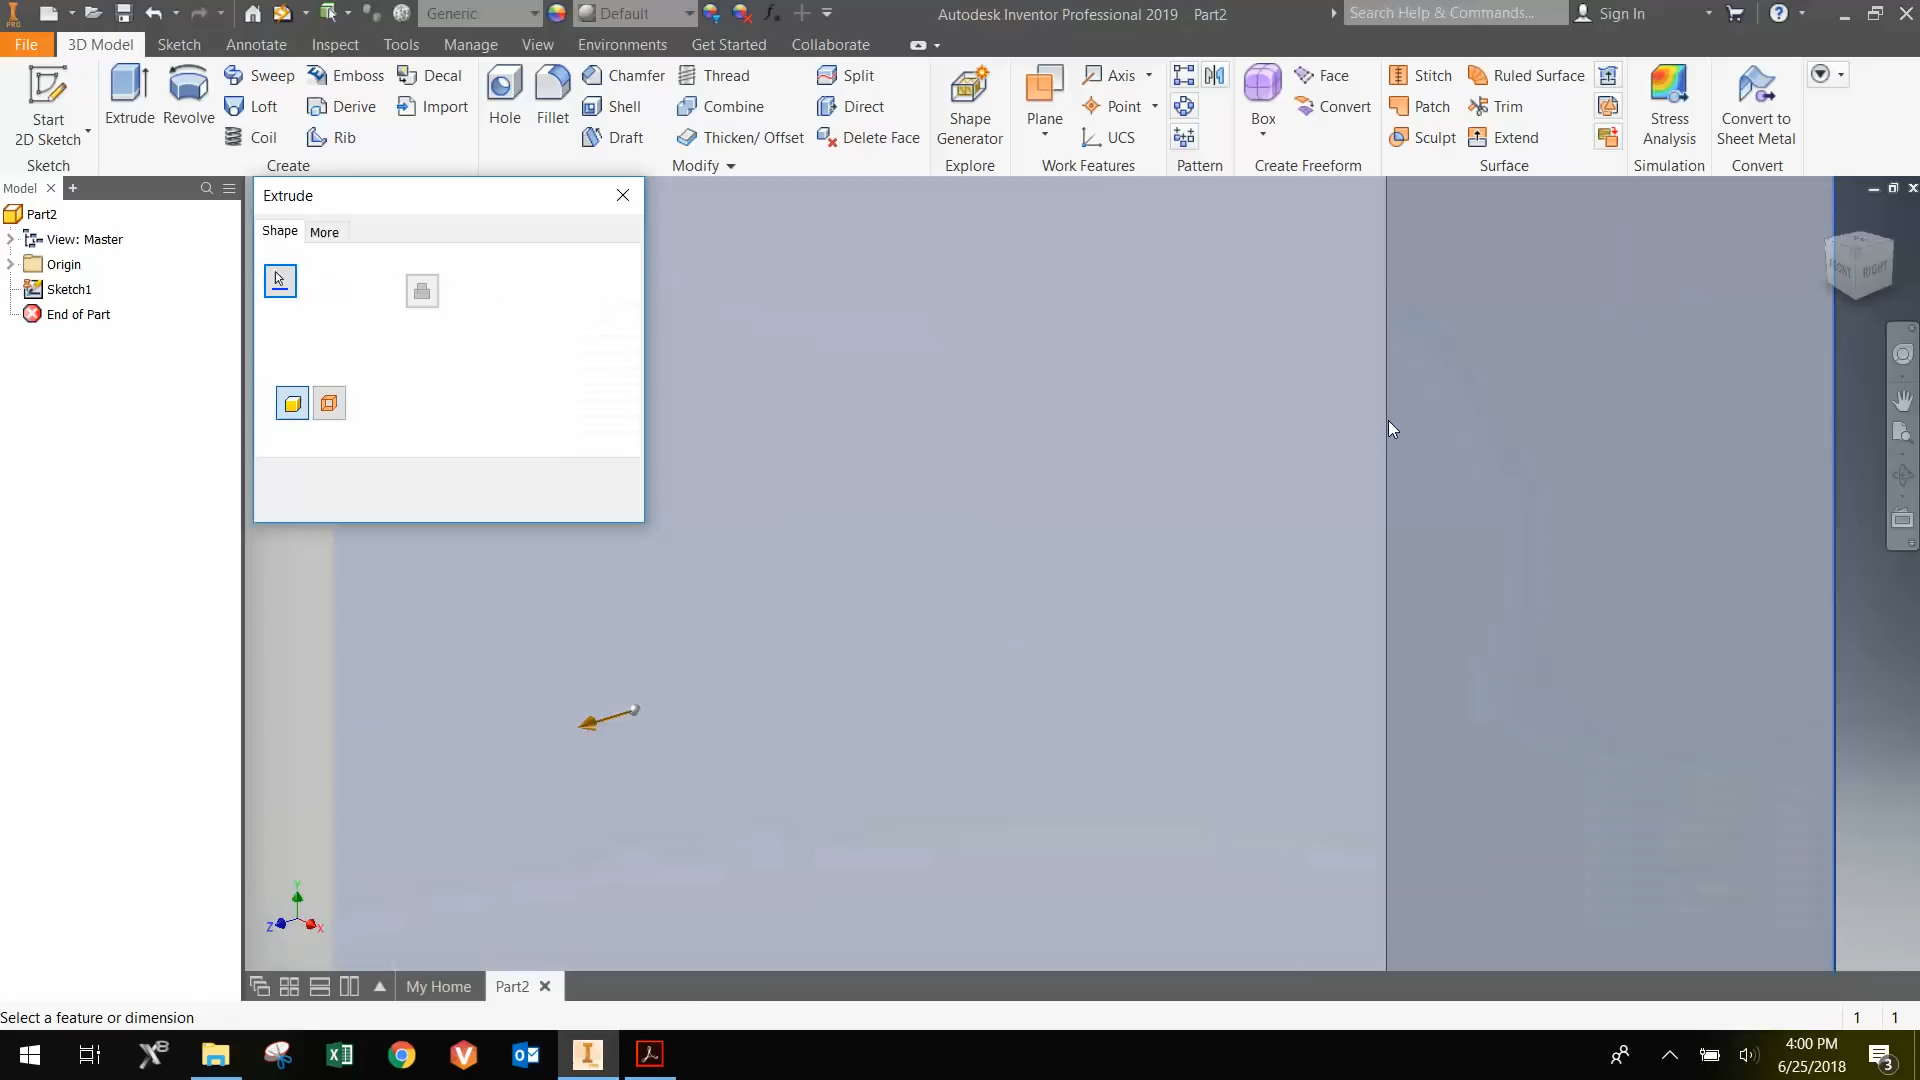 Generic
Default
Autodesk Inventor Professional 2019 Part2
Search Help & Commands...
Sign In
PRO
File
3D Model
Sketch
Annotate
Inspect
Tools
Manage
View
Environments
Get Started
Collaborate
Start
2D Sketch
Sketch
Extrude
Revolve
Sweep
Loft
Coil
Emboss
Derive
Rib
Decal
Import
Create
Hole
Fillet
Chamfer
Shell
Draft
Thread
Combine
Thicken/ Offset
Split
Direct
Delete Face
Modify
Shape
Generator
Explore
Plane
Axis
Point
UCS
Work Features
Pattern
Box
Face
Convert
Create Freeform
Stitch
Patch
Sculpt
Ruled Surface
Trim
Extend
Surface
Stress
Analysis
Simulation
Convert to
Sheet Metal
Convert
Model
Part2
View: Master
Origin
Sketch1
End of Part
Extrude
Shape
More
FRONT
RIGHT
Y
Z
X
My Home
Part2
Select a feature or dimension
1
1
4:00 PM
6/25/2018
3